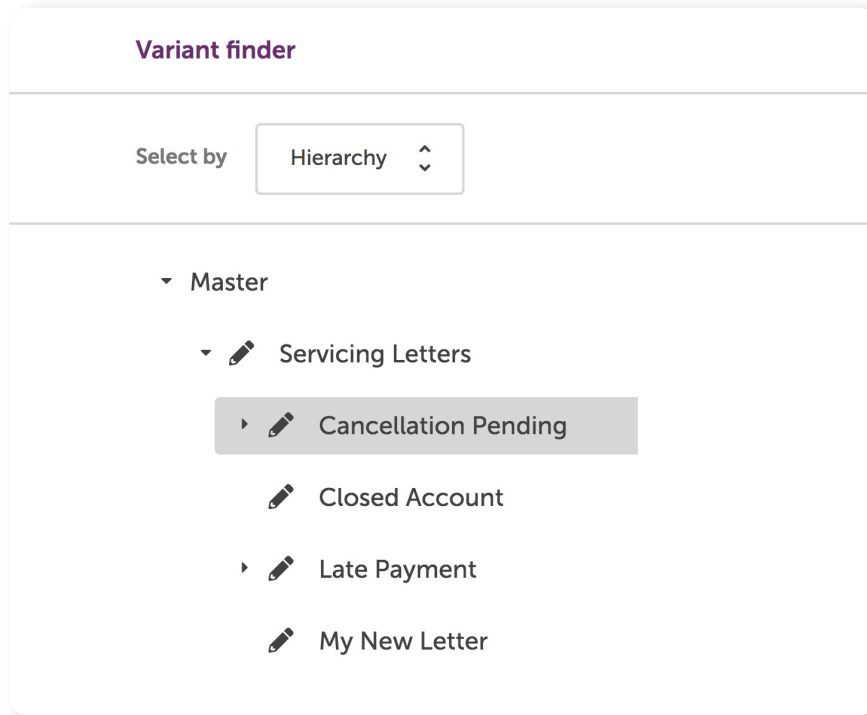 Variant finder
Select by Hierarchy
Master
Servicing Letters
Cancellation Pending
Closed Account
Late Payment
My New Letter